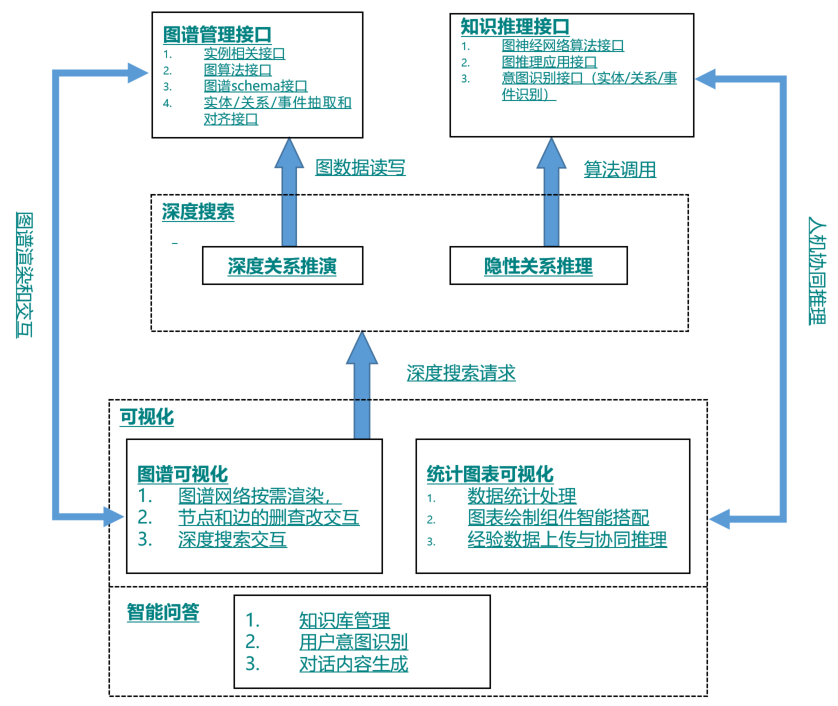 图谱管理接口
1. 实例相关接口
2. 图算法接口
3. 图谱schema接口
4. 实体/关系/事件抽取和
对齐接口
知识推理接口
1. 图神经网络算法接口
2. 图推理应用接口
3. 意图识别接口（实体/关系/事
件识别）
图数据读写
算法调用
深度搜索
深度关系推演
隐性关系推理
图谱渲染和交互
人机协同推理
深度搜索请求
可视化
图谱可视化
1. 图谱网络按需渲染，
2. 节点和边的删查改交互
3. 深度搜索交互
统计图表可视化
1. 数据统计处理
2. 图表绘制组件智能搭配
3. 经验数据上传与协同推理
智能问答
1. 知识库管理
2. 用户意图识别
3. 对话内容生成